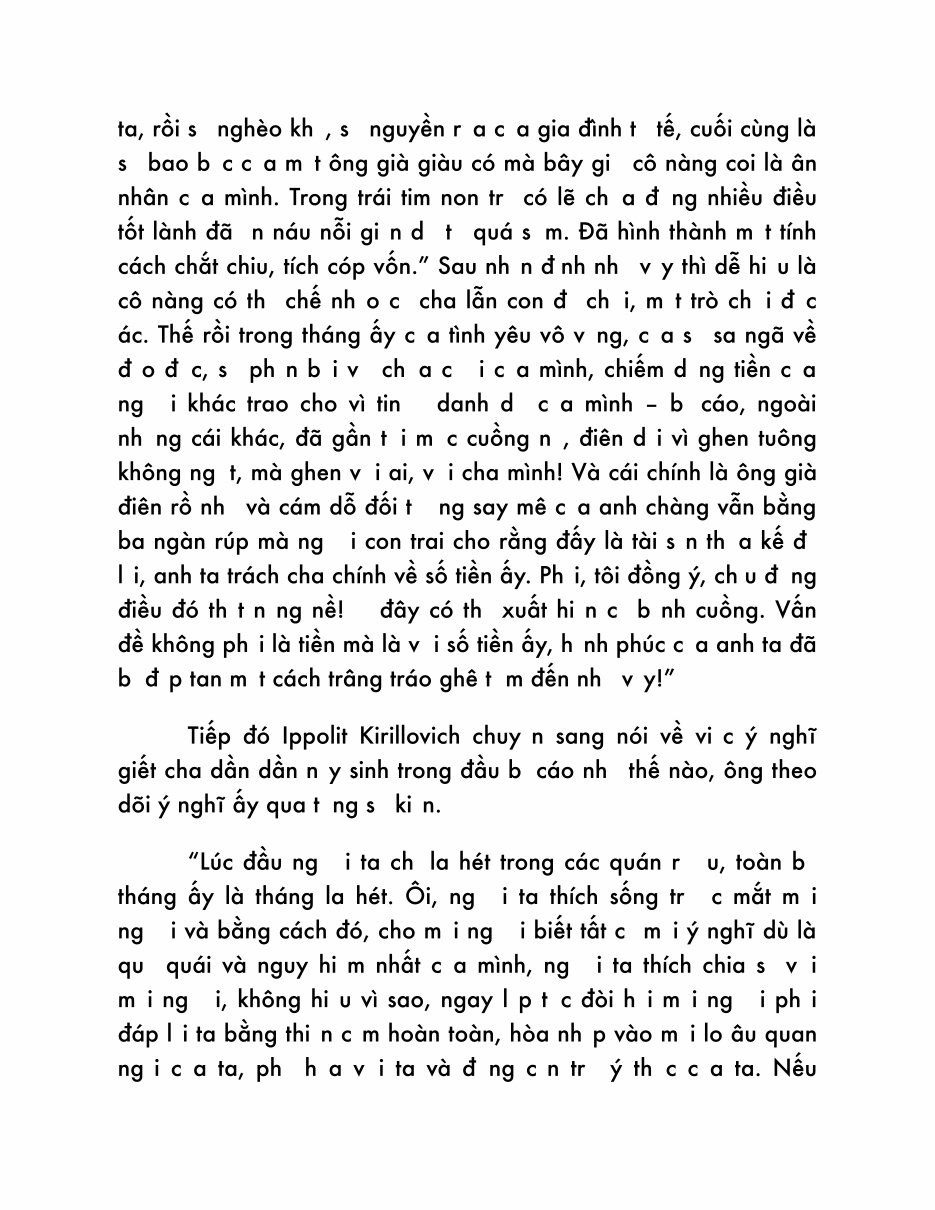 ta, rồi s nghèo kh , s nguyền r a c a gia đình t tế, cuối cùng là
s bao b c c a m t ông già giàu có mà bây gi cô nàng coi là ân
nhân c a mình. Trong trái tim non tr có lẽ ch a đ ng nhiều điều
tốt lành đã n náu nỗi gi n d t quá s m. Đã hình thành m t tính
cách chắt chiu, tích cóp vốn.” Sau nh n đ nh nh v y thì dễ hi u là
cô nàng có th chế nh o c cha lẫn con đ ch i, m t trò ch i đ c
ác. Thế rồi trong tháng ấy c a tình yêu vô v ng, c a s sa ngã về
đ o đ c, s ph n b i v ch a c i c a mình, chiếm d ng tiền c a
ng i khác trao cho vì tin danh d c a mình – b cáo, ngoài
nh ng cái khác, đã gần t i m c cuồng n , điên d i vì ghen tuông
không ng t, mà ghen v i ai, v i cha mình! Và cái chính là ông già
điên rồ nh và cám dỗ đối t ng say mê c a anh chàng vẫn bằng
ba ngàn rúp mà ng i con trai cho rằng đấy là tài s n th a kế đ
l i, anh ta trách cha chính về số tiền ấy. Ph i, tôi đồng ý, ch u đ ng
điều đó th t n ng nề! đây có th xuất hi n c b nh cuồng. Vấn
đề không ph i là tiền mà là v i số tiền ấy, h nh phúc c a anh ta đã
b đ p tan m t cách trâng tráo ghê t m đến nh v y!”
Tiếp đó Ippolit Kirillovich chuy n sang nói về vi c ý nghĩ
giết cha dần dần n y sinh trong đầu b cáo nh thế nào, ông theo
dõi ý nghĩ ấy qua t ng s ki n.
“Lúc đầu ng i ta ch la hét trong các quán r u, toàn b
tháng ấy là tháng la hét. Ôi, ng i ta thích sống tr c mắt m i
ng i và bằng cách đó, cho m i ng i biết tất c m i ý nghĩ dù là
qu quái và nguy hi m nhất c a mình, ng i ta thích chia s v i
m i ng i, không hi u vì sao, ngay l p t c đòi h i m i ng i ph i
đáp l i ta bằng thi n c m hoàn toàn, hòa nh p vào m i lo âu quan
ng i c a ta, ph h a v i ta và đ ng c n tr ý th c c a ta. Nếu